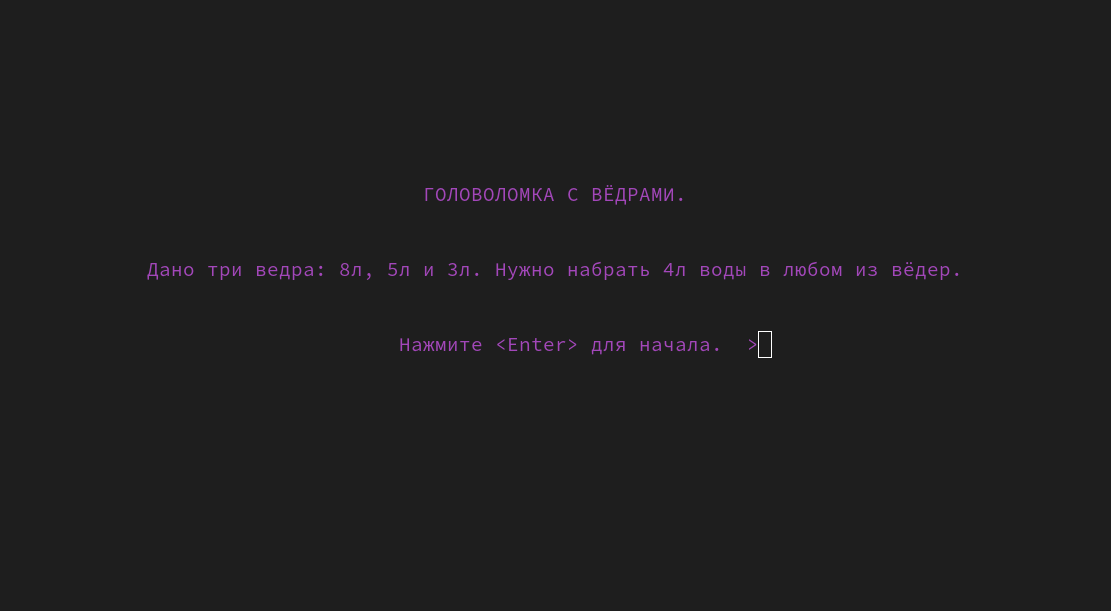 ГОЛОВОЛОМКА С ВЁДРАМИ.
Дано три ведра: 8л, 5л и 3л. Нужно набрать 4л воды в любом из вёдер.
Нажмите <Enter> для начала.  >